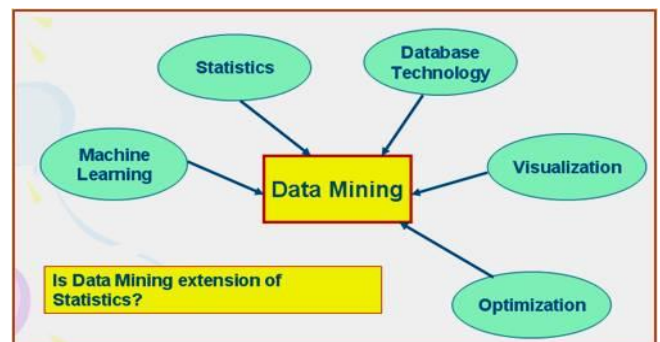 Statistics
Database
Technology
Machine
Learning
Data Mining
Visualization
Is Data Mining extension of
Statistics?
Optimization